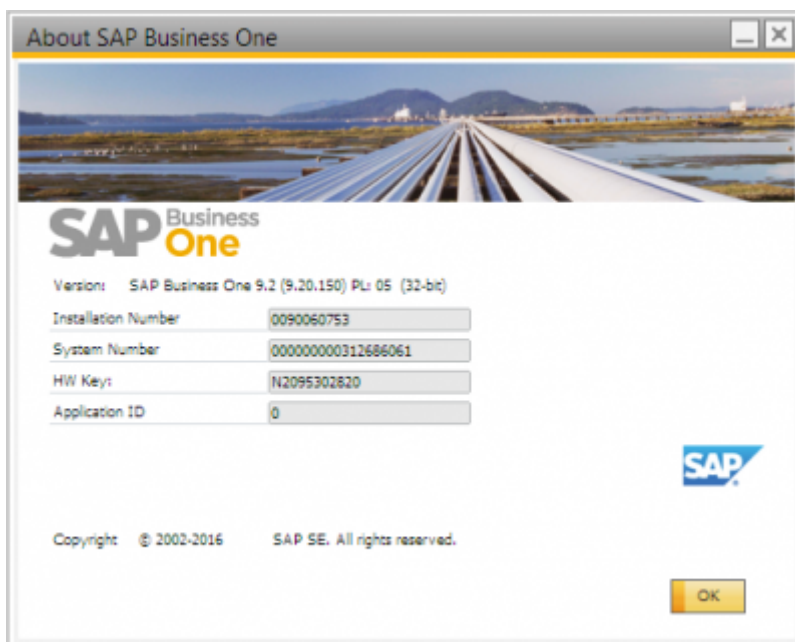 About SAP Business One
SAP Business One
Version: SAP Business One 9.2 (9.20.150) PL: 05 (32-bit)
Installation Number 0090060753
System Number 000000000312686061
HW Key: N2095302820
Application ID 0
SAP
Copyright © 2002-2016 SAP SE. All rights reserved.
OK